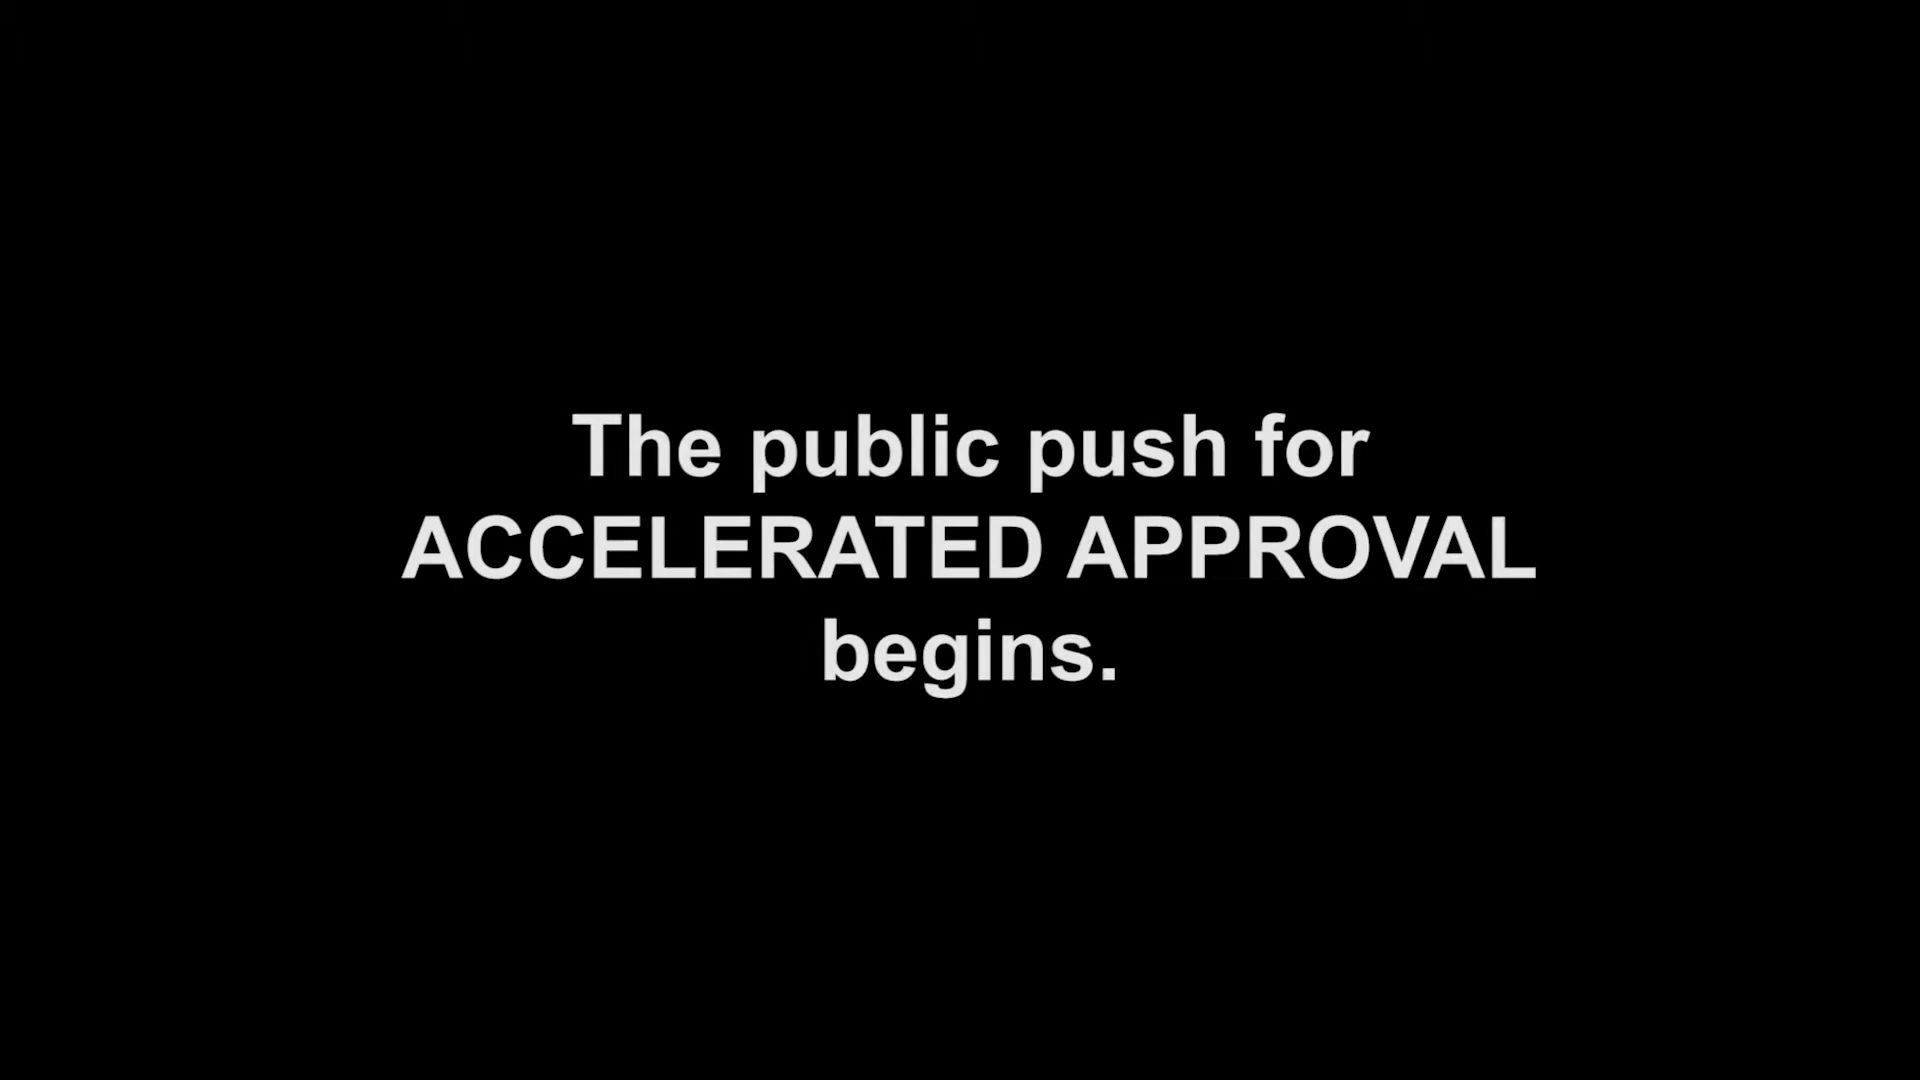 The public push for
ACCELERATED APPROVAL
begins.